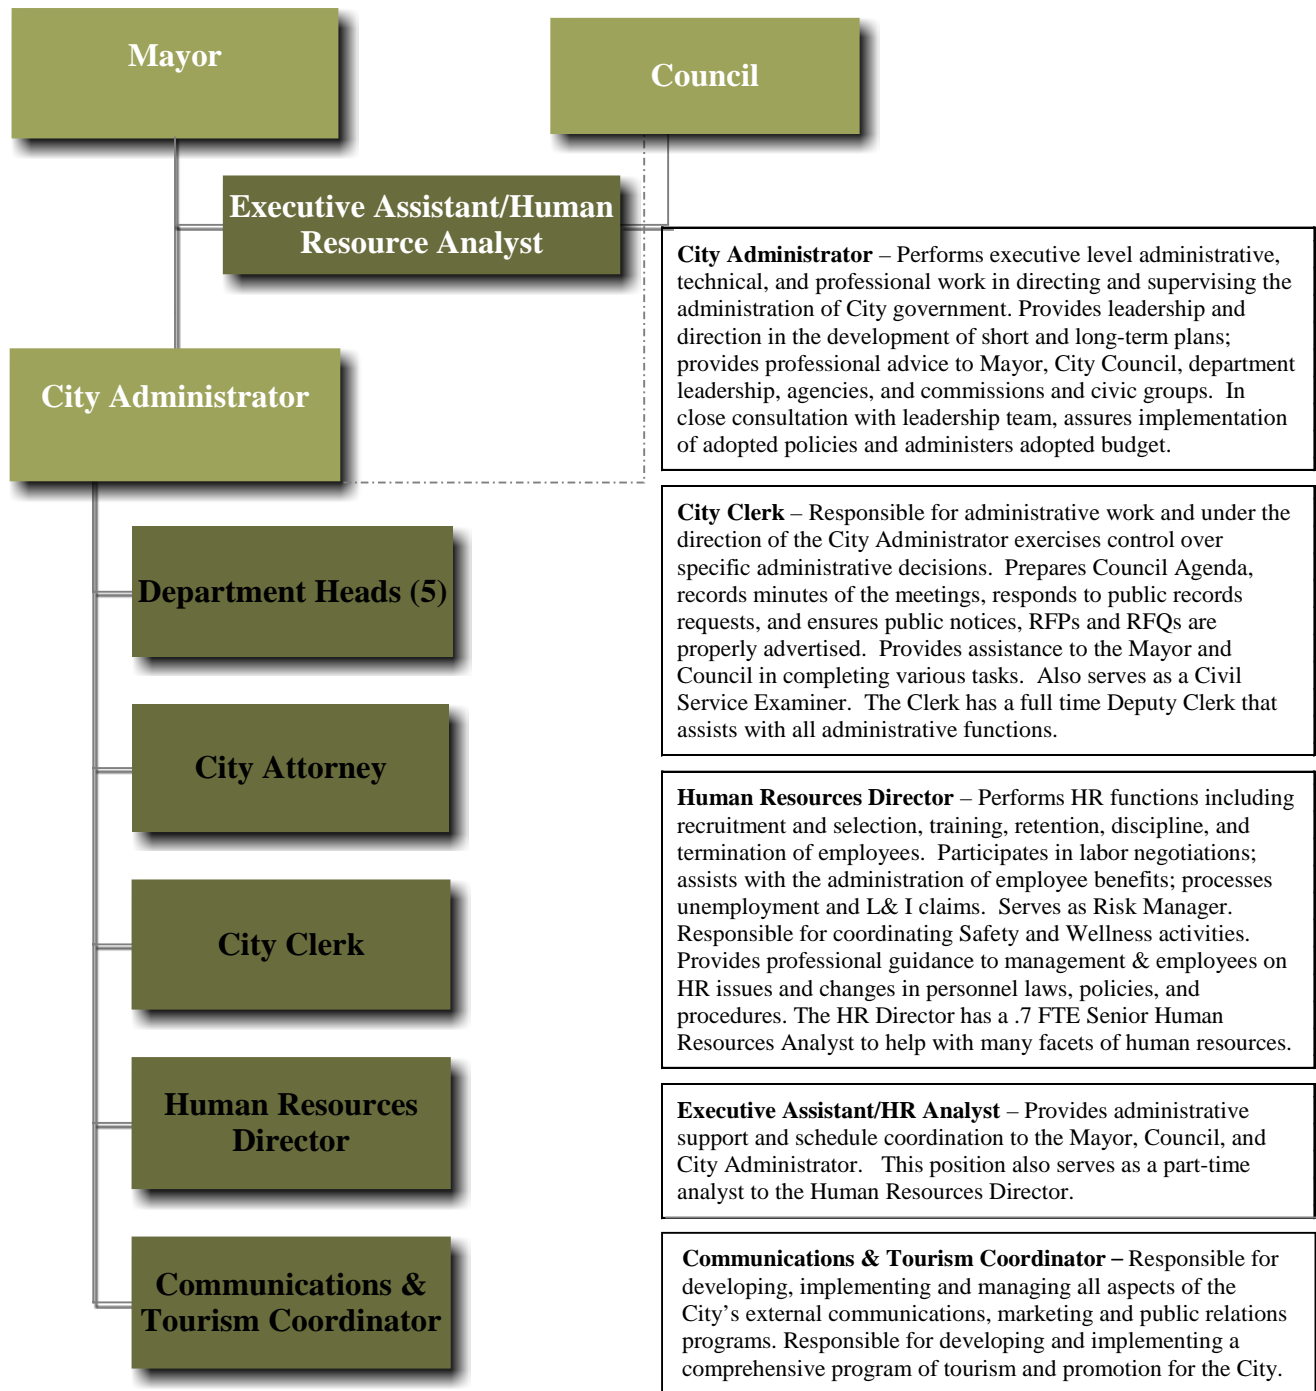 Mayor
Council
Executive Assistant/Human
Resource Analyst
City Administrator
Department Heads (5)
City Attorney
City Clerk
Human Resources
Director
Communications &
Tourism Coordinator
City Administrator – Performs executive level administrative,
technical, and professional work in directing and supervising the
administration of City government. Provides leadership and
direction in the development of short and long-term plans;
provides professional advice to Mayor, City Council, department
leadership, agencies, and commissions and civic groups.  In
close consultation with leadership team, assures implementation
of adopted policies and administers adopted budget.
City Clerk – Responsible for administrative work and under the
direction of the City Administrator exercises control over
specific administrative decisions.  Prepares Council Agenda,
records minutes of the meetings, responds to public records
requests, and ensures public notices, RFPs and RFQs are
properly advertised.  Provides assistance to the Mayor and
Council in completing various tasks.  Also serves as a Civil
Service Examiner.  The Clerk has a full time Deputy Clerk that
assists with all administrative functions.
Human Resources Director – Performs HR functions including
recruitment and selection, training, retention, discipline, and
termination of employees.  Participates in labor negotiations;
assists with the administration of employee benefits; processes
unemployment and L& I claims.  Serves as Risk Manager.
Responsible for coordinating Safety and Wellness activities.
Provides professional guidance to management & employees on
HR issues and changes in personnel laws, policies, and
procedures. The HR Director has a .7 FTE Senior Human
Resources Analyst to help with many facets of human resources.
Executive Assistant/HR Analyst – Provides administrative
support and schedule coordination to the Mayor, Council, and
City Administrator.   This position also serves as a part-time
analyst to the Human Resources Director.
Communications & Tourism Coordinator – Responsible for
developing, implementing and managing all aspects of the
City’s external communications, marketing and public relations
programs. Responsible for developing and implementing a
comprehensive program of tourism and promotion for the City.